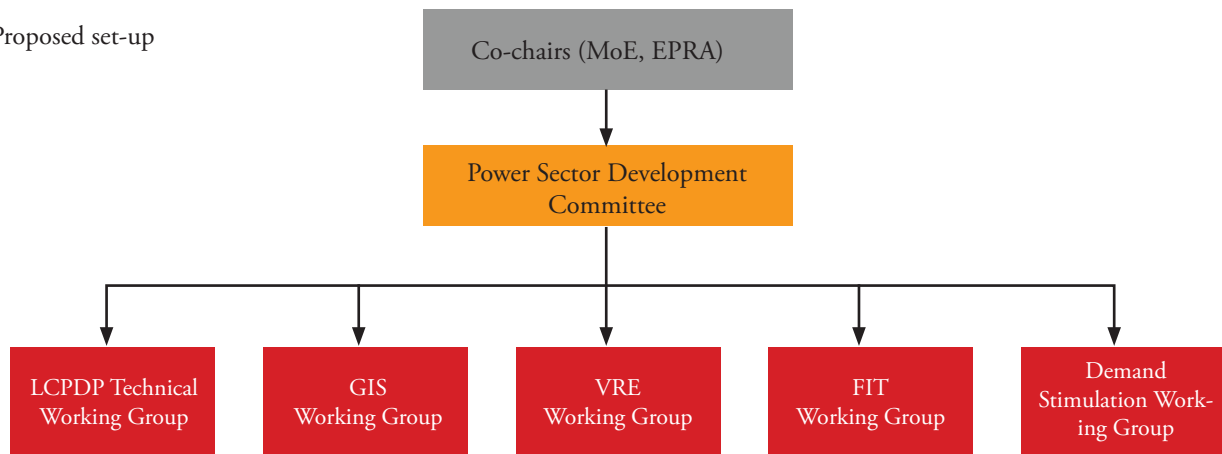 Proposed set-up
Co-chairs (MoE, EPRA)
Power Sector Development
Committee
LCPDP Technical
Working Group
GIS
Working Group
VRE
Working Group
FIT
Working Group
Demand
Stimulation Work-
ing Group